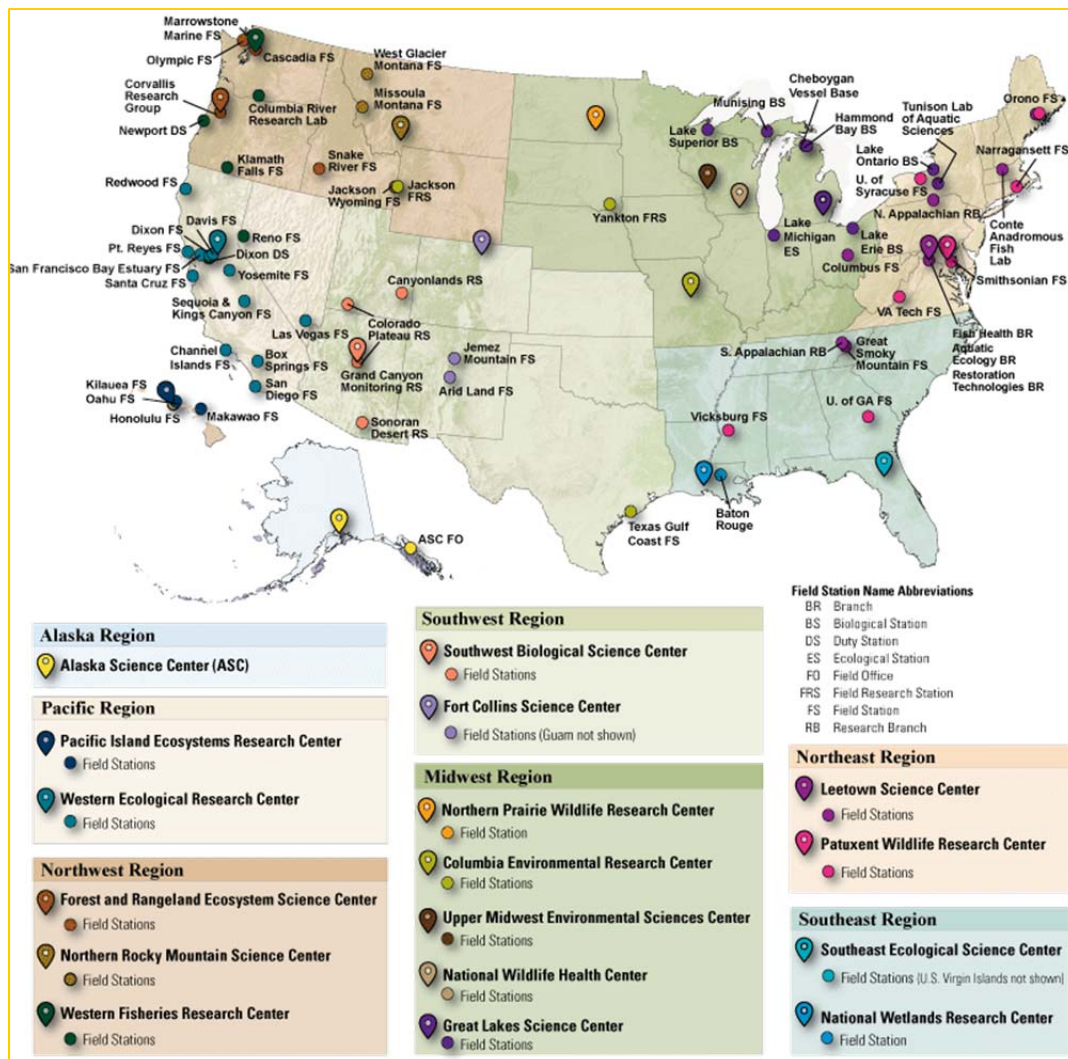 Marrowstone
Marine FS
Olympic FS
Cascadia FS
West Glacier
Montana FS
Missoula
Montana FS
Corvallis
Research
Group
Columbia River
Research Lab
Newport DS
Klamath
Falls FS
Snake
River FS
Jackson
Wyoming FS
Jackson
FRS
Redwood FS
Davis FS
Dixon FS
Pt. Reyes FS
San Francisco Bay Estuary FS
Santa Cruz FS
Reno FS
Dixon DS
Yosemite FS
Sequoia &
Kings Canyon FS
Las Vegas FS
Channel
Islands FS
Box
Springs FS
San
Diego FS
Kilauea FS
Oahu FS
Honolulu FS
Makawao FS
Canyonlands RS
Colorado
Plateau RS
Grand Canyon
Monitoring RS
Sonoran
Desert RS
Jemez
Mountain FS
Arid Land FS
Yankton FRS
Lake
Superior BS
Munising BS
Cheboygan
Vessel Base
Hammond
Bay BS
Lake
Michigan
ES
Lake
Erie BS
Columbus FS
Tunison Lab
of Aquatic
Sciences
Lake
Ontario BS
U. of
Syracuse FS
N. Appalachian RB
Orono FS
Narragansett FS
Conte
Anadromous
Fish
Lab
Smithsonian FS
VA Tech FS
Fish Health BR
Aquatic
Ecology BR
Restoration
Technologies BR
S. Appalachian RB
Great
Smoky
Mountain FS
U. of GA FS
Vicksburg FS
Baton
Rouge
Texas Gulf
Coast FS
ASC FO
Field Station Name Abbreviations
BR Branch
BS Biological Station
DS Duty Station
ES Ecological Station
FO Field Office
FRS Field Research Station
FS Field Station
RB Research Branch
Alaska Region
Alaska Science Center (ASC)
Pacific Region
Pacific Island Ecosystems Research Center
Field Stations
Western Ecological Research Center
Field Stations
Northwest Region
Forest and Rangeland Ecosystem Science Center
Field Stations
Northern Rocky Mountain Science Center
Field Stations
Western Fisheries Research Center
Field Stations
Southwest Region
Southwest Biological Science Center
Field Stations
Fort Collins Science Center
Field Stations (Guam not shown)
Midwest Region
Northern Prairie Wildlife Research Center
Field Station
Columbia Environmental Research Center
Field Stations
Upper Midwest Environmental Sciences Center
Field Stations
National Wildlife Health Center
Field Stations
Great Lakes Science Center
Field Stations
Northeast Region
Leetown Science Center
Field Stations
Patuxent Wildlife Research Center
Field Stations
Southeast Region
Southeast Ecological Science Center
Field Stations (U.S. Virgin Islands not shown)
National Wetlands Research Center
Field Station